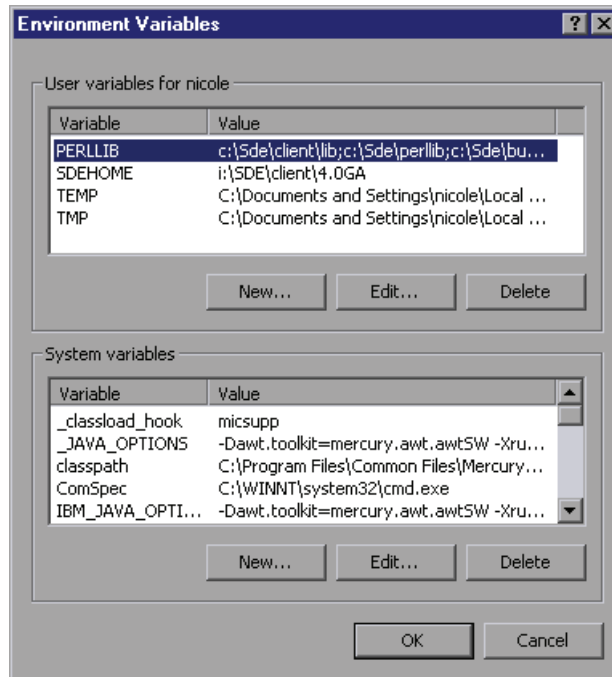 Environment Variables
User variables for nicole
Variable Value
PERLLIB c:\Sde\client\lib;c:\Sde\perllib;c:\Sde\bu...
SDEHOME i:\SDE\client\4.0GA
TEMP C:\Documents and Settings\nicole\Local ...
TMP C:\Documents and Settings\nicole\Local ...
New... Edit... Delete
System variables
Variable Value
_classload_hook micsupp
_JAVA_OPTIONS -Dawt.toolkit=mercury.awt.awtSW -Xru...
classpath C:\Program Files\Common Files\Mercury...
ComSpec C:\WINNT\system32\cmd.exe
IBM_JAVA_OPTI... -Dawt.toolkit=mercury.awt.awtSW -Xru...
New... Edit... Delete
OK Cancel